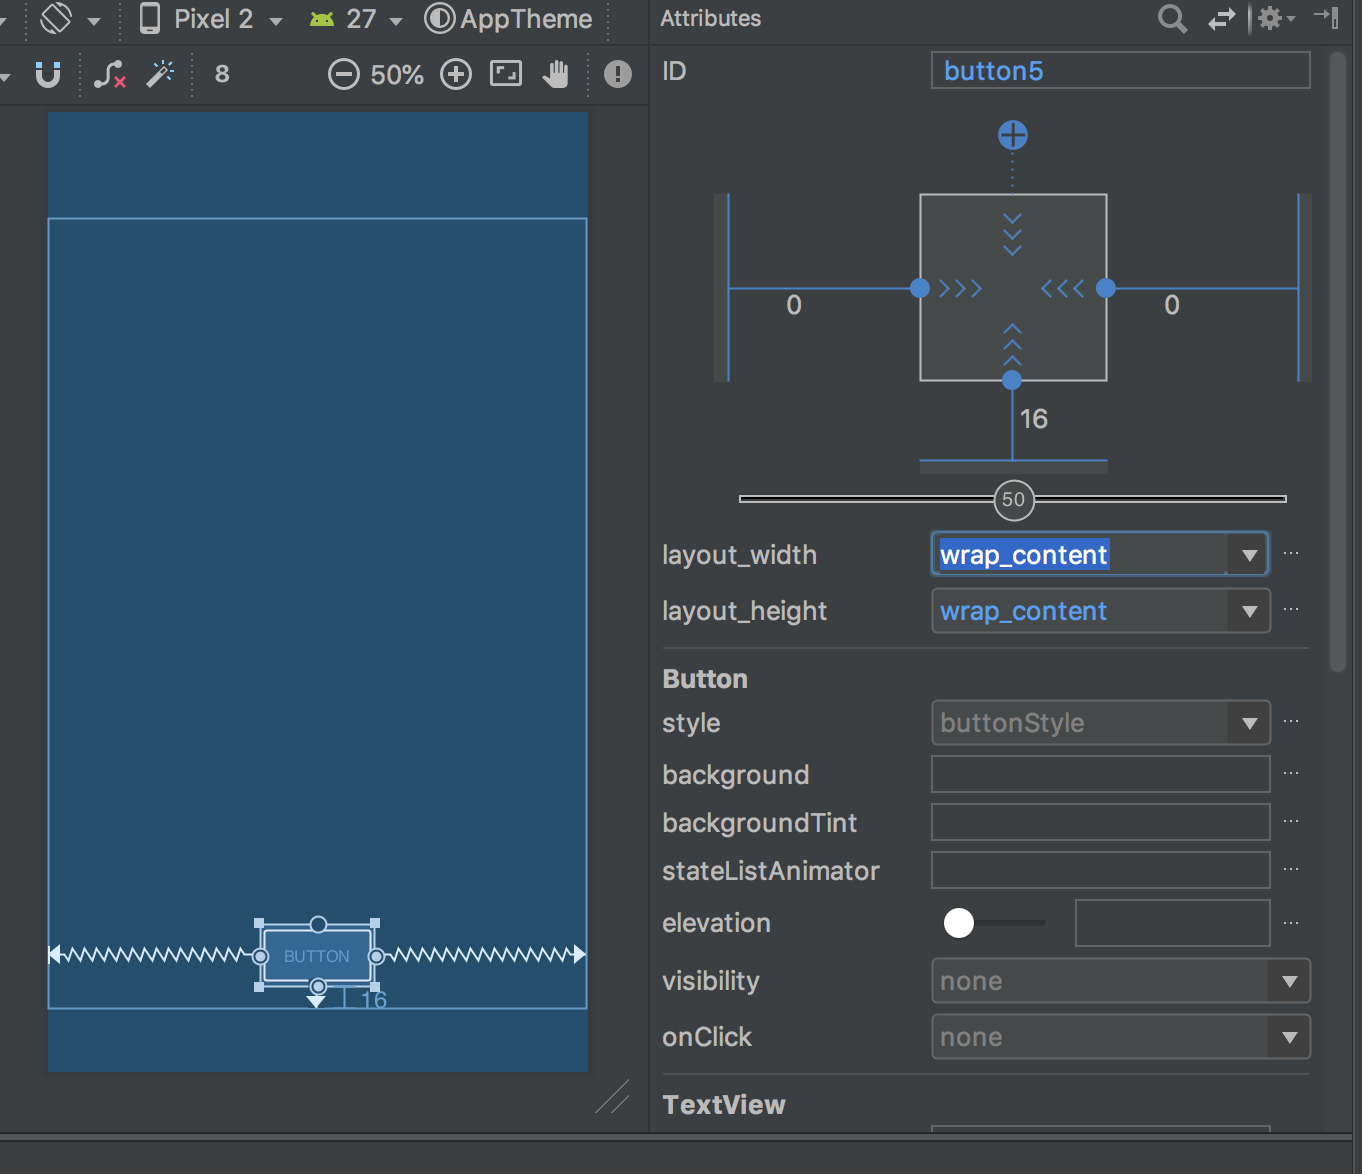 Pixel 2 27 AppTheme
8 50%
BUTTON
16
Attributes
ID button5
0 0
16
50
layout_width wrap_content
layout_height wrap_content
Button
style buttonStyle
background
backgroundTint
stateListAnimator
elevation
visibility none
onClick none
TextView